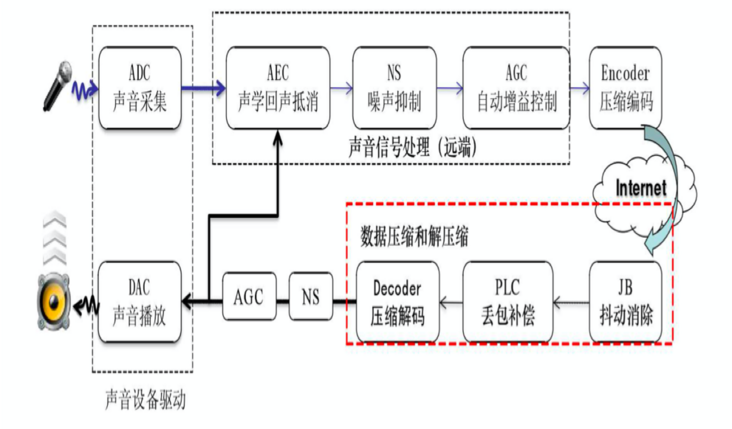 ADC
声音采集
AEC
声学回声抵消
NS
噪声抑制
AGC
自动增益控制
Encoder
压缩编码
声音信号处理（远端）
Internet
数据压缩和解压缩
DAC
声音播放
AGC
NS
Decoder
压缩解码
PLC
丢包补偿
JB
抖动消除
声音设备驱动